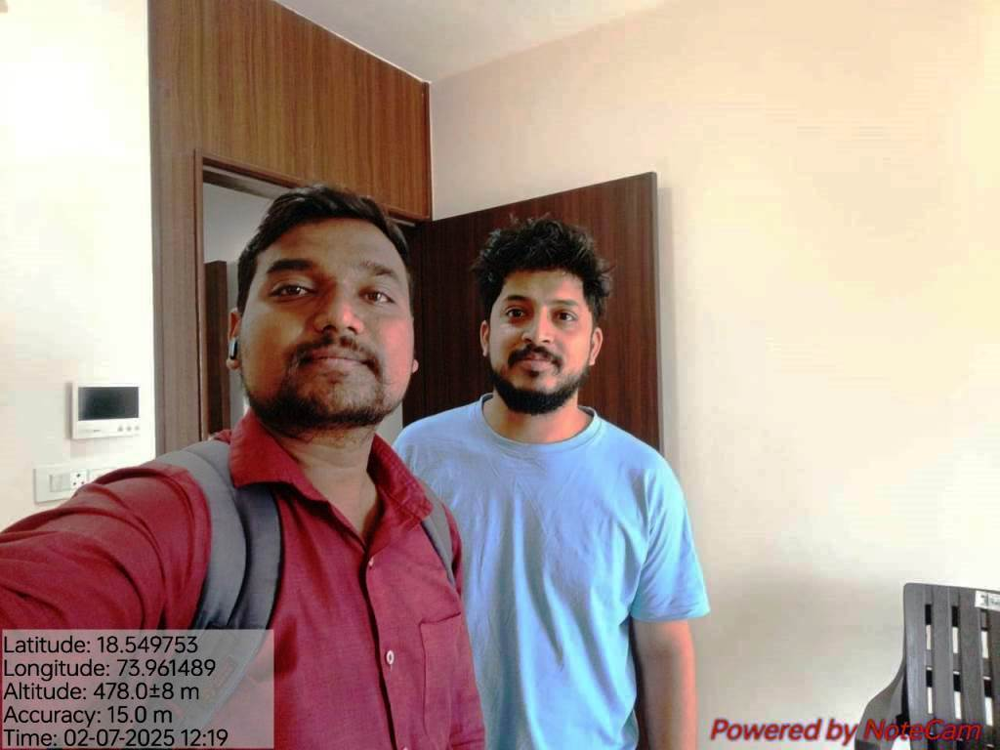 Latitude: 18.549753
Longitude: 73.961489
Altitude: 478.0±8 m
Accuracy: 15.0 m
Time: 02-07-2025 12:19
Powered by NoteCam